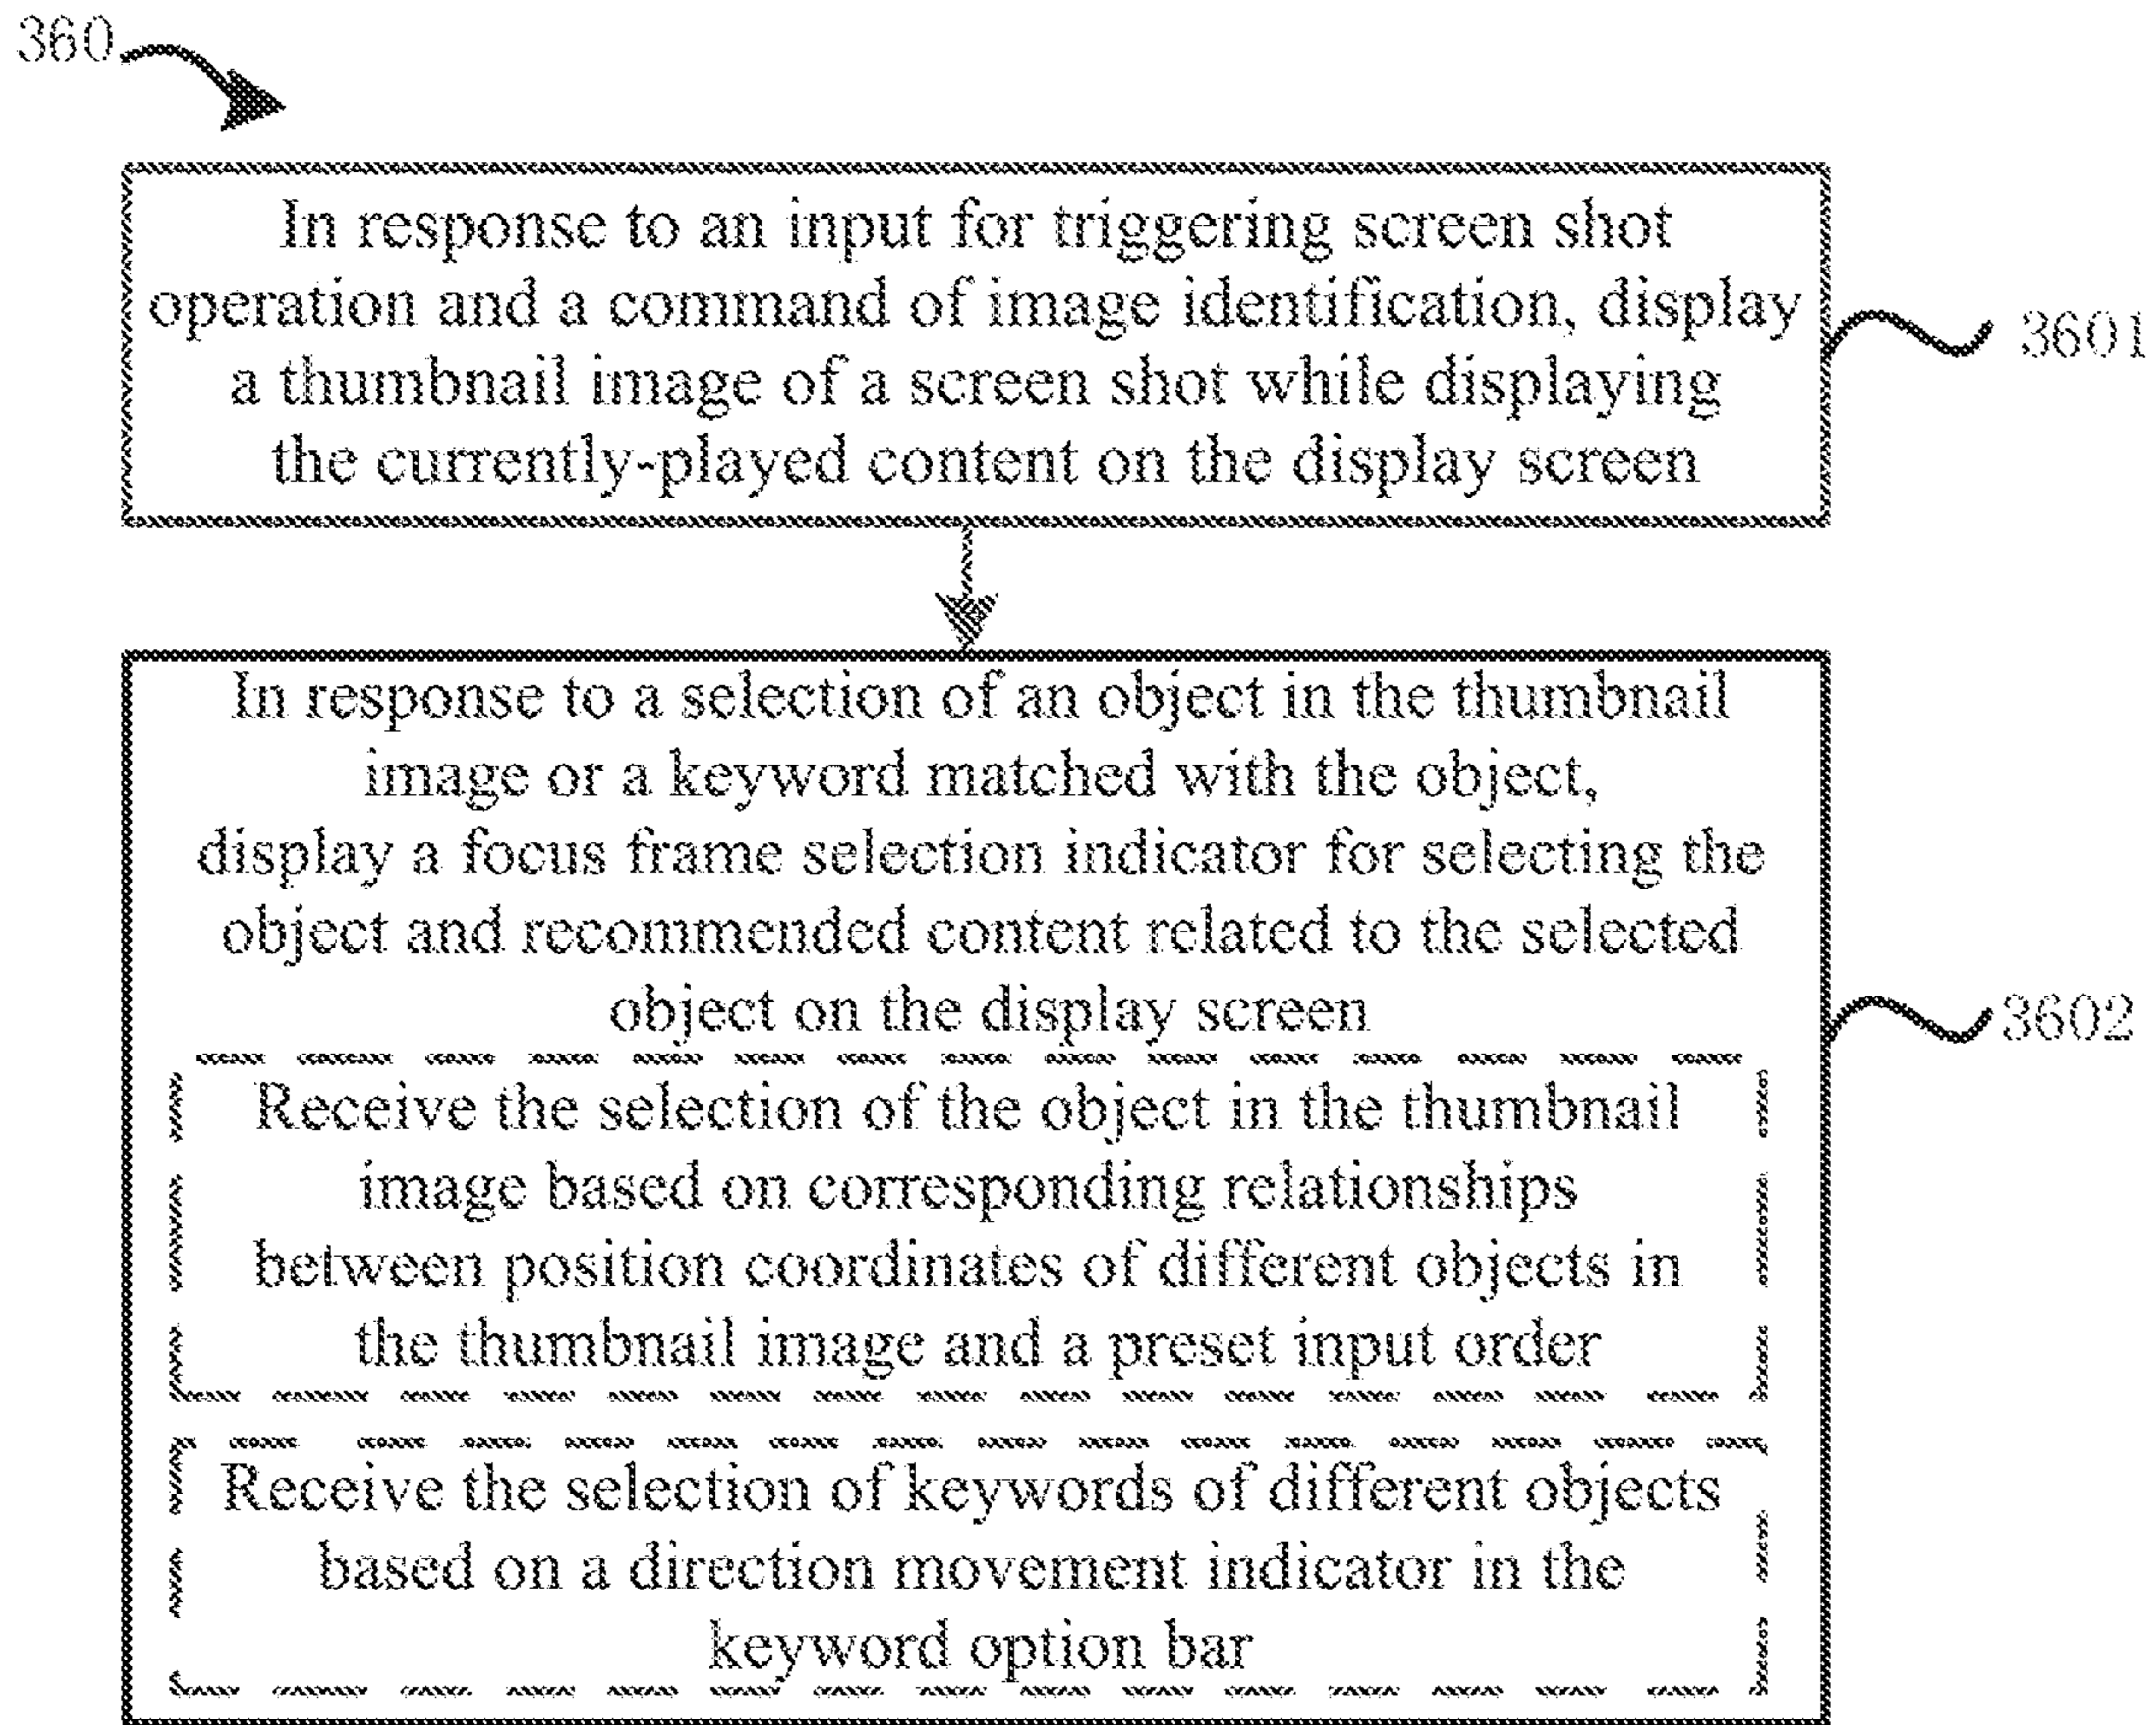 360
In response to an input for triggering screen shot
operation and a command of image identification, display
a thumbnail image of a screen shot while displaying
the currently-played content on the display screen
3601
In response to a selection of an object in the thumbnail
image or a keyword matched with the object,
display a focus frame selection indicator for selecting the
object and recommended content related to the selected
object on the display screen
3602
Receive the selection of the object in the thumbnail
image based on corresponding relationships
between position coordinates of different objects in
the thumbnail image and a preset input order
Receive the selection of keywords of different objects
based on a direction movement indicator in the
keyword option bar